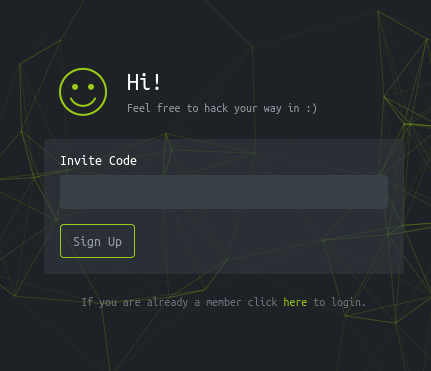 Hi!
Feel free to hack your way in :)
Invite Code
Sign Up
If you are already a member click here to login.